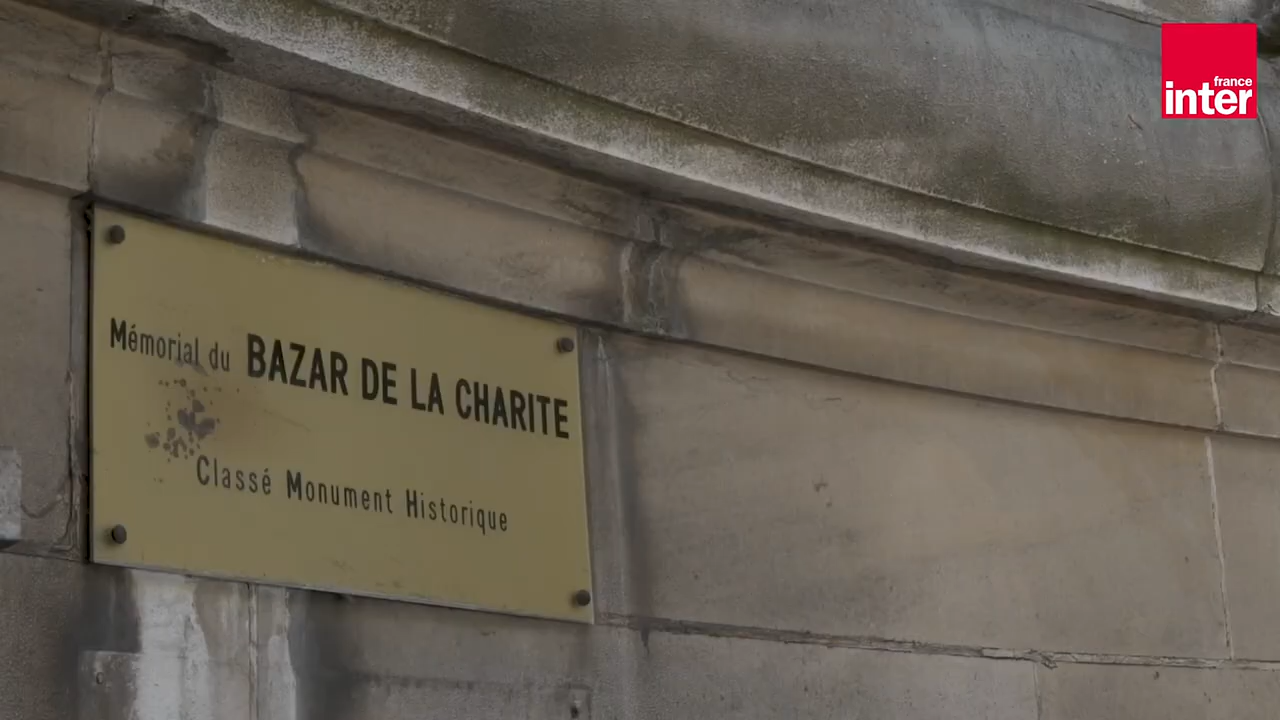 france
inter
Mémorial du BAZAR DE LA CHARITE
Classé Monument Historique